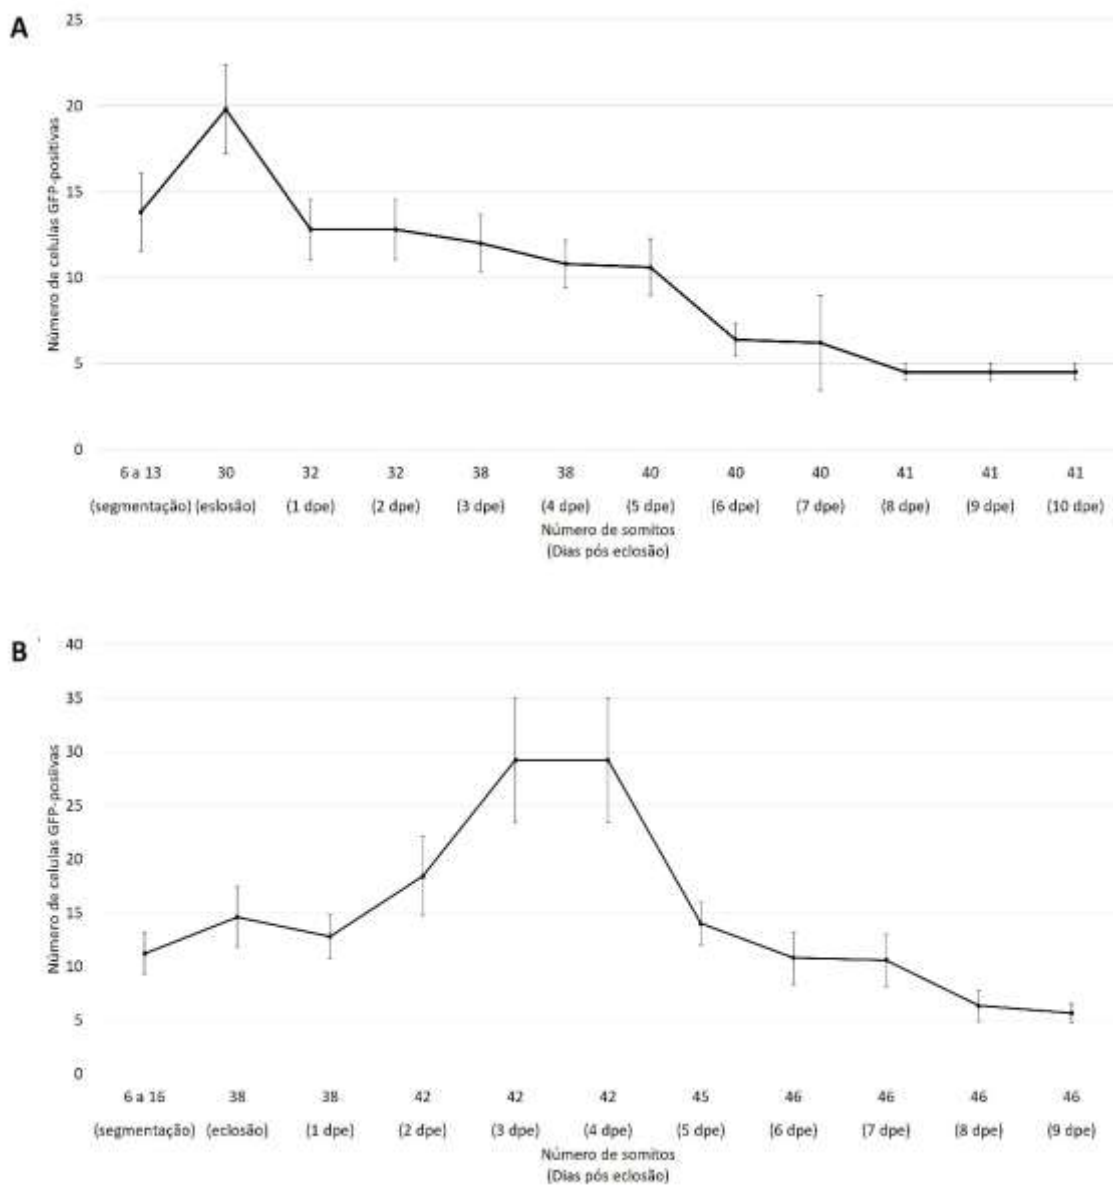 A
25
20
15
10
5
0
Número de celulas GFP-positivas
6 a 13 30 32 32 38 38 40 40 40 41 41 41
(segmentação) (eslosão) (1 dpe) (2 dpe) (3 dpe) (4 dpe) (5 dpe) (6 dpe) (7 dpe) (8 dpe) (9 dpe) (10 dpe)
Número de somitos
(Dias pós eclosão)
B
40
35
30
25
20
15
10
5
0
Número de celulas GFP-positivas
6 a 16 38 38 42 42 42 45 46 46 46 46
(segmentação) (eclosão) (1 dpe) (2 dpe) (3 dpe) (4 dpe) (5 dpe) (6 dpe) (7 dpe) (8 dpe) (9 dpe)
Número de somitos
(Dias pós eclosão)